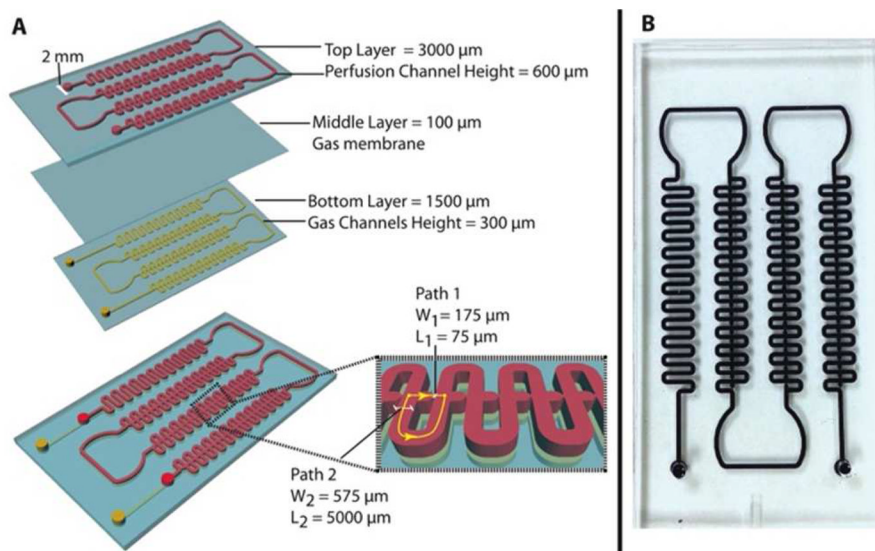 A
2 mm
Top Layer = 3000 µm
Perfusion Channel Height = 600 µm
Middle Layer = 100 µm
Gas membrane
Bottom Layer = 1500 µm
Gas Channels Height = 300 µm
Path 1
W₁ = 175 µm
L₁ = 75 µm
Path 2
W₂ = 575 µm
L₂ = 5000 µm
B